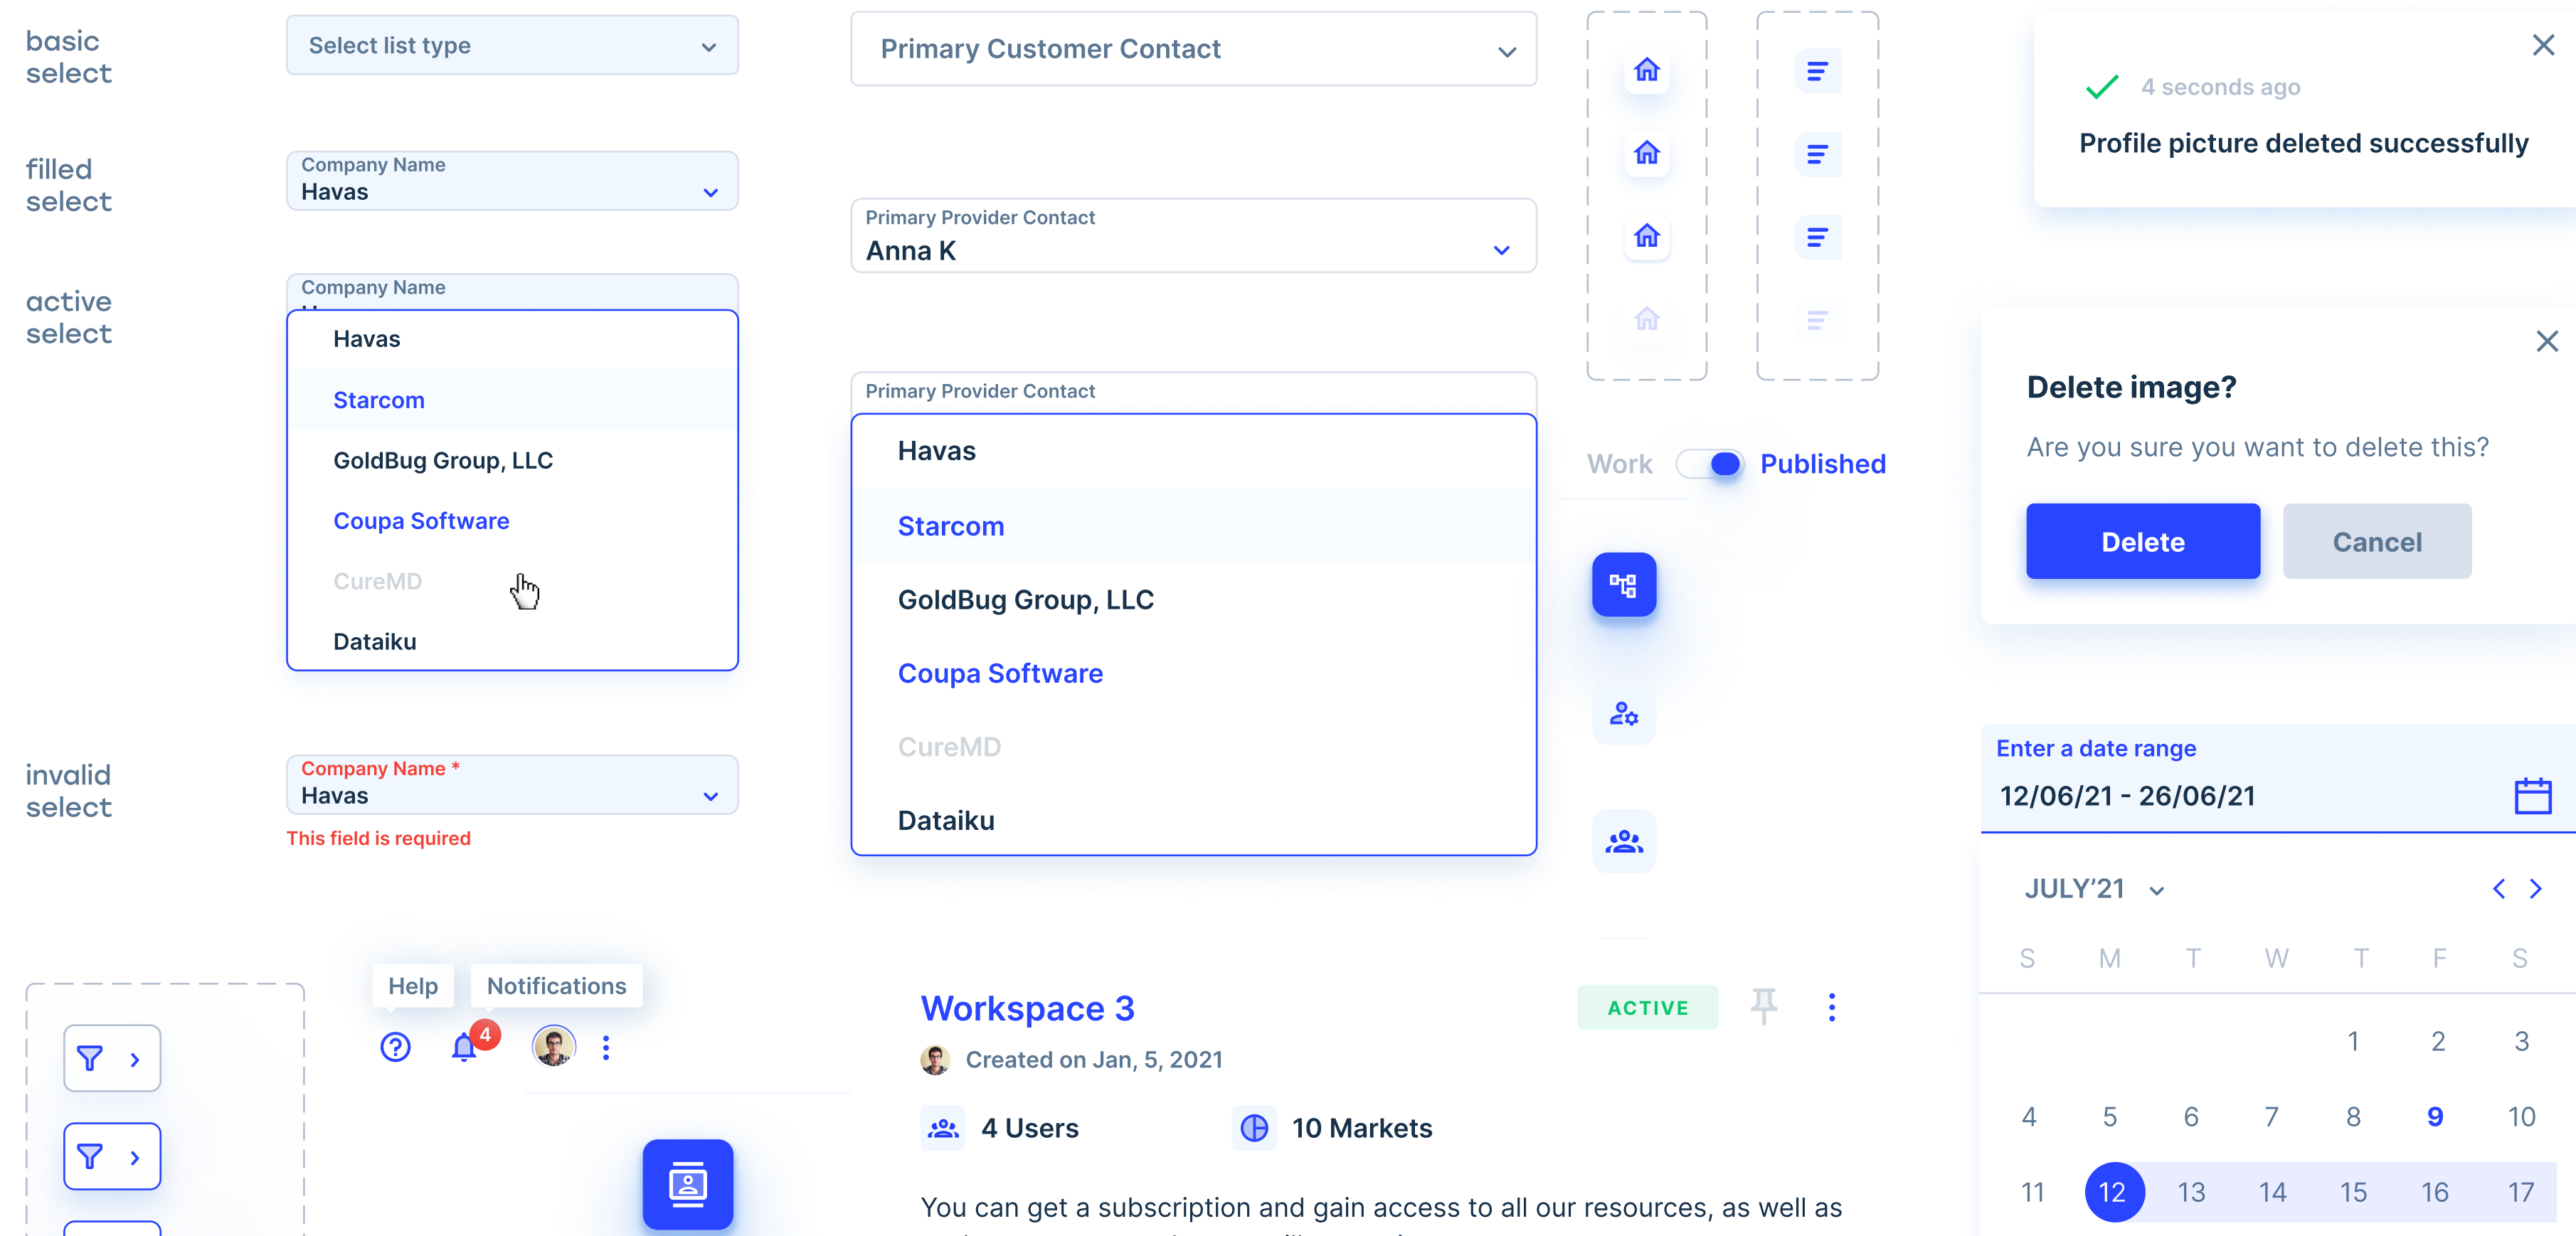 basic
select
Select list type
Primary Customer Contact
filled
select
Company Name
Havas
Primary Provider Contact
Anna K
active
select
Company Name
Havas
Starcom
GoldBug Group, LLC
Coupa Software
CureMD
Dataiku
Primary Provider Contact
Havas
Starcom
GoldBug Group, LLC
Coupa Software
CureMD
Dataiku
invalid
select
Company Name *
Havas
This field is required
Work
Published
4 seconds ago
Profile picture deleted successfully
Delete image?
Are you sure you want to delete this?
Delete
Cancel
Enter a date range
12/06/21 - 26/06/21
JULY’21
S M T W T F S
1 2 3
4 5 6 7 8 9 10
11 12 13 14 15 16 17
Help
Notifications
4
Workspace 3
ACTIVE
Created on Jan, 5, 2021
4 Users
10 Markets
You can get a subscription and gain access to all our resources, as well as